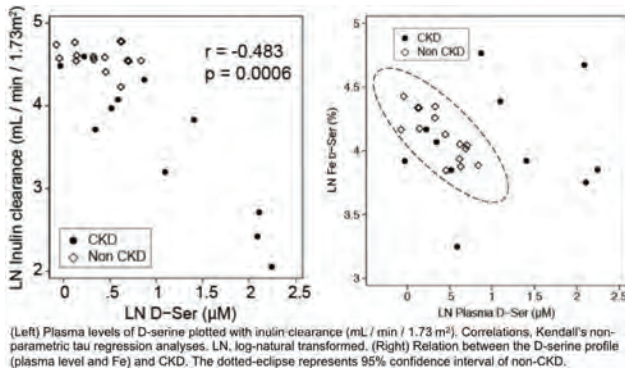 LN Inulin clearance (mL / min / 1.73m²)
5
4
3
2
r = -0.483
p = 0.0006
CKD
Non CKD
0 .5 1 1.5 2 2.5
LN D−Ser (µM)
LN Fe D-Ser (%)
5
4.5
4
3.5
3
CKD
Non CKD
0 .5 1 1.5 2 2.5
LN Plasma D−Ser (µM)
(Left) Plasma levels of D-serine plotted with inulin clearance (mL / min / 1.73 m²). Correlations, Kendall's non-
parametric tau regression analyses. LN, log-natural transformed. (Right) Relation between the D-serine profile
(plasma level and Fe) and CKD. The dotted-eclipse represents 95% confidence interval of non-CKD.